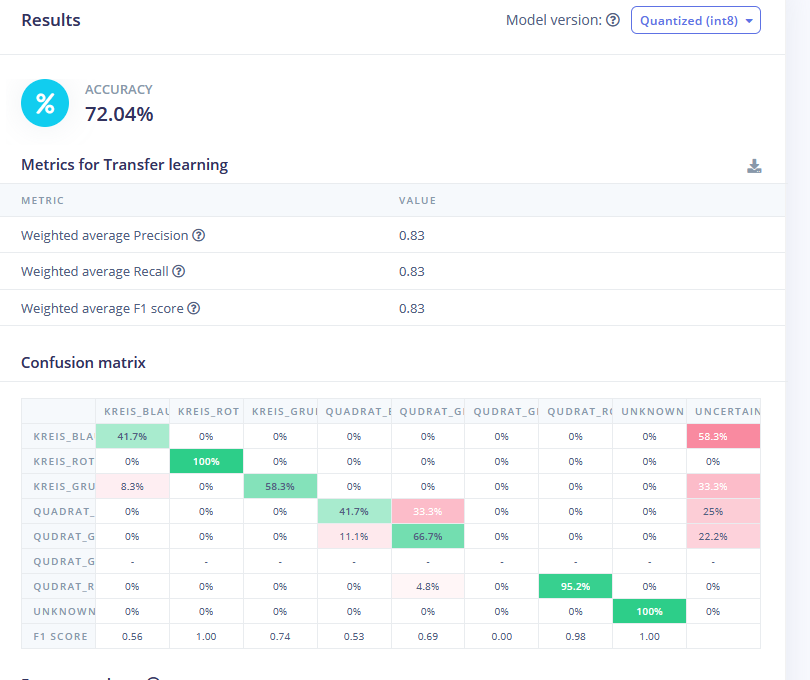 Results
Model version: Quantized (int8)
%
ACCURACY
72.04%
Metrics for Transfer learning
METRIC VALUE
Weighted average Precision ? 0.83
Weighted average Recall ? 0.83
Weighted average F1 score ? 0.83
Confusion matrix
KREIS_BLAU KREIS_ROT KREIS_GRUI QUADRAT_B QUDRAT_GI QUDRAT_GI QUDRAT_RO UNKNOWN UNCERTAIN
KREIS_BLA 41.7% 0% 0% 0% 0% 0% 0% 0% 58.3%
KREIS_ROT 0% 100% 0% 0% 0% 0% 0% 0% 0%
KREIS_GRU 8.3% 0% 58.3% 0% 0% 0% 0% 0% 33.3%
QUADRAT_ 0% 0% 0% 41.7% 33.3% 0% 0% 0% 25%
QUDRAT_G 0% 0% 0% 11.1% 66.7% 0% 0% 0% 22.2%
QUDRAT_G - - - - - - - - -
QUDRAT_R 0% 0% 0% 0% 4.8% 0% 95.2% 0% 0%
UNKNOWN 0% 0% 0% 0% 0% 0% 0% 100% 0%
F1 SCORE 0.56 1.00 0.74 0.53 0.69 0.00 0.98 1.00